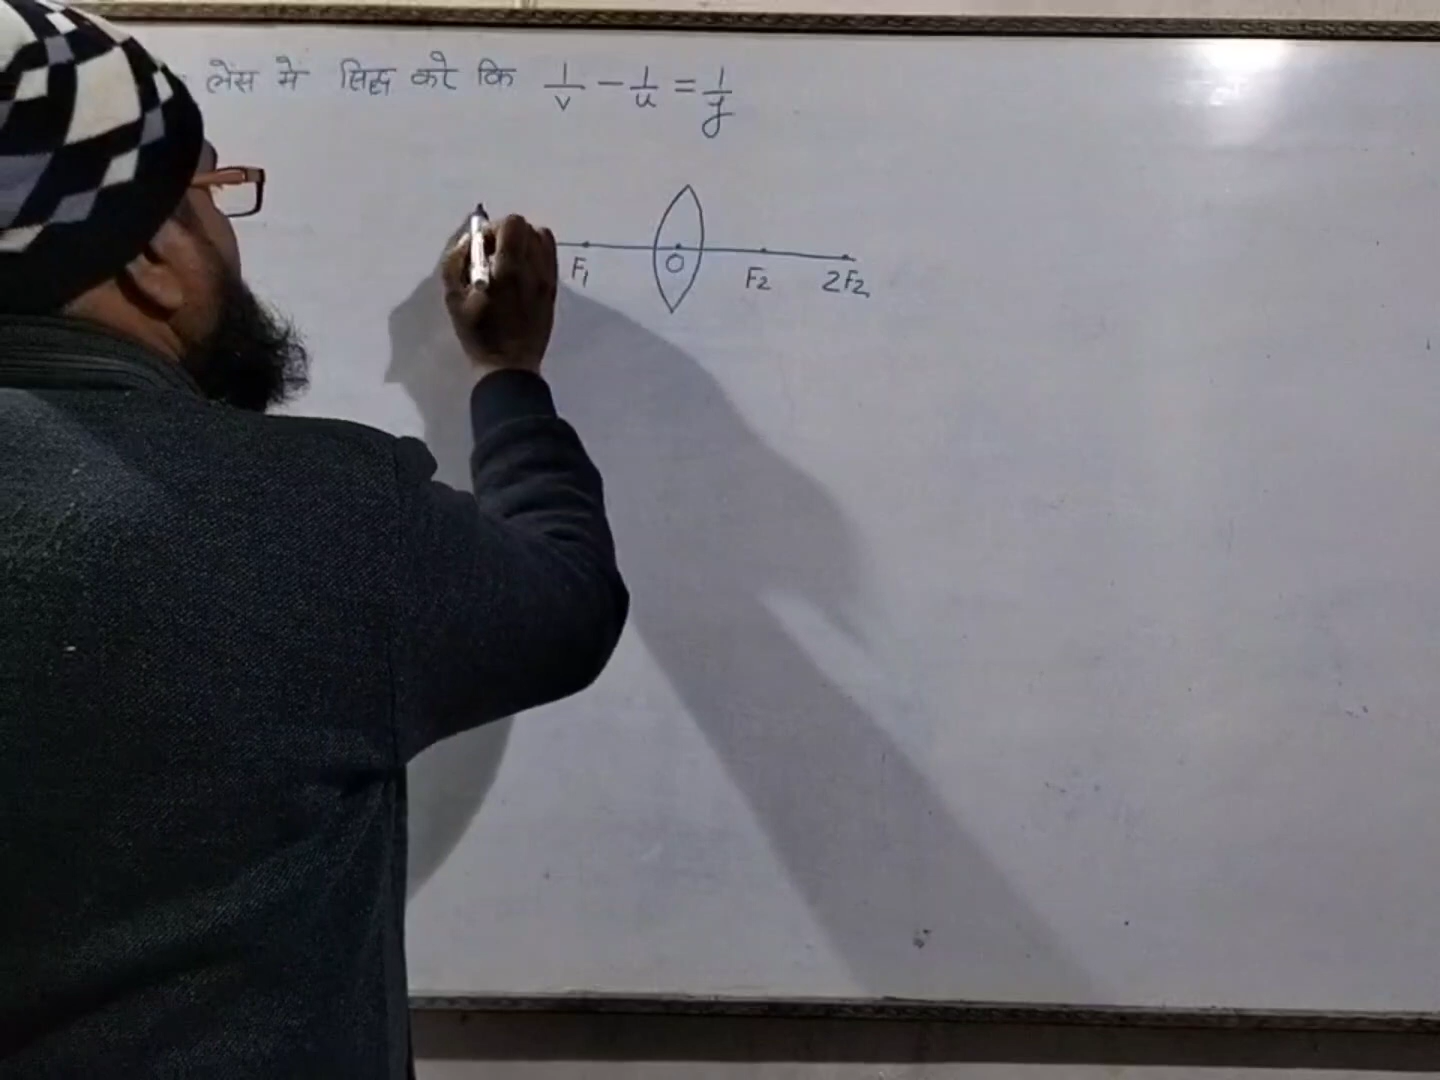 लेंस मे सिद्ध करो कि 1/v - 1/u = 1/f
F₁ O F₂ 2F₂